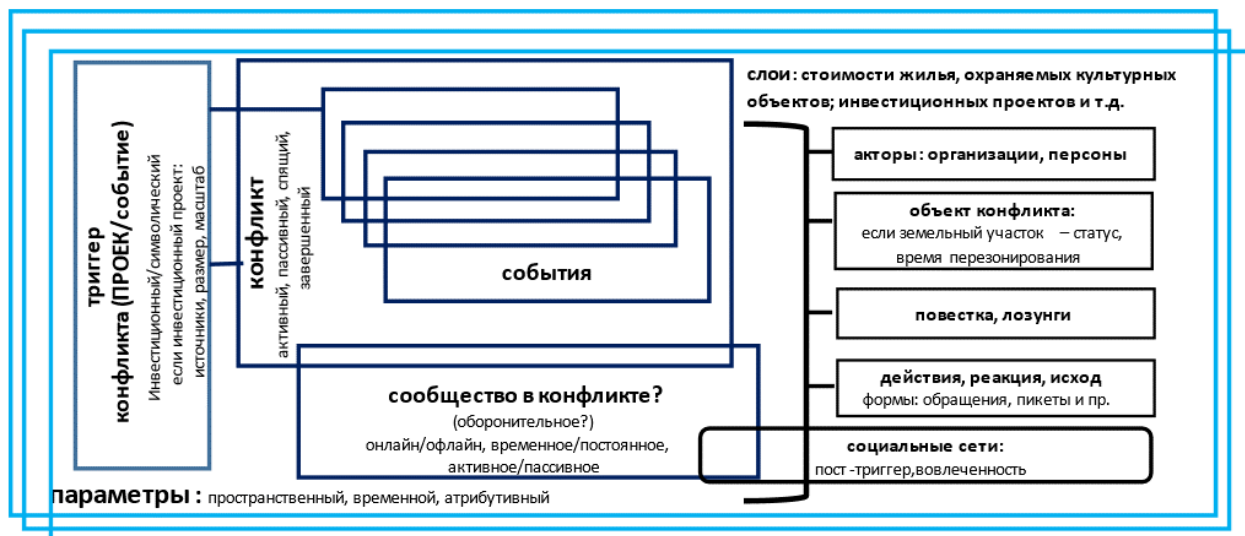 триггер
конфликта (ПРОЕК/событие)
Инвестиционный/символический
если инвестиционный проект:
источники, размер, масштаб
конфликт
активный, пассивный, спящий,
завершенный
события
сообщество в конфликте?
(оборонительное?)
онлайн/офлайн, временное/постоянное,
активное/пассивное
параметры : пространственный, временной, атрибутивный
слои: стоимости жилья, охраняемых культурных
объектов; инвестиционных проектов и т.д.
акторы: организации, персоны
объект конфликта:
если земельный участок – статус,
время перезонирования
повестка, лозунги
действия, реакция, исход
формы: обращения, пикеты и пр.
социальные сети:
пост -триггер,вовлеченность